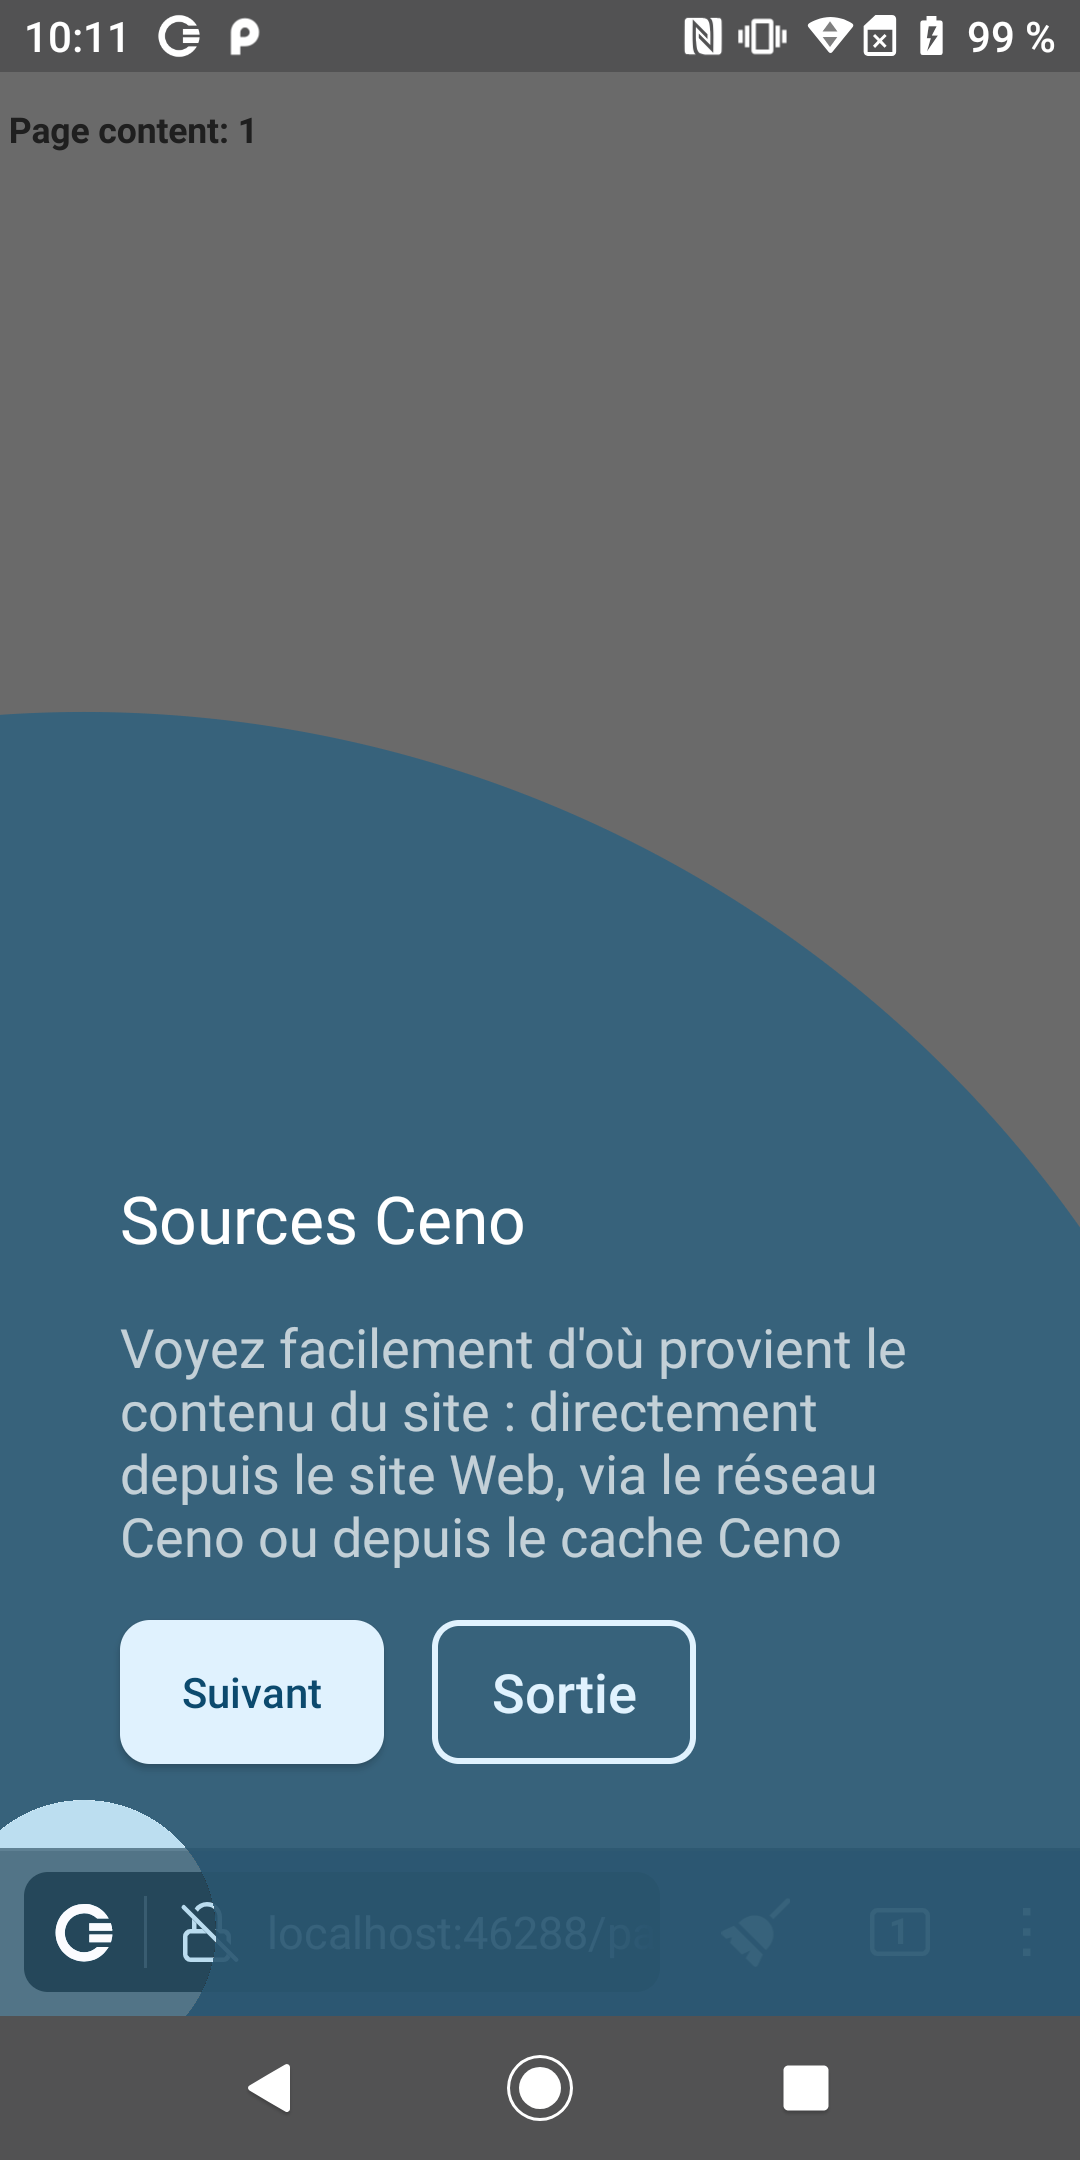 10:11
99 %
Page content: 1
Sources Ceno
Voyez facilement d'où provient le
contenu du site : directement
depuis le site Web, via le réseau
Ceno ou depuis le cache Ceno
Suivant
Sortie
localhost:46288/pa
1